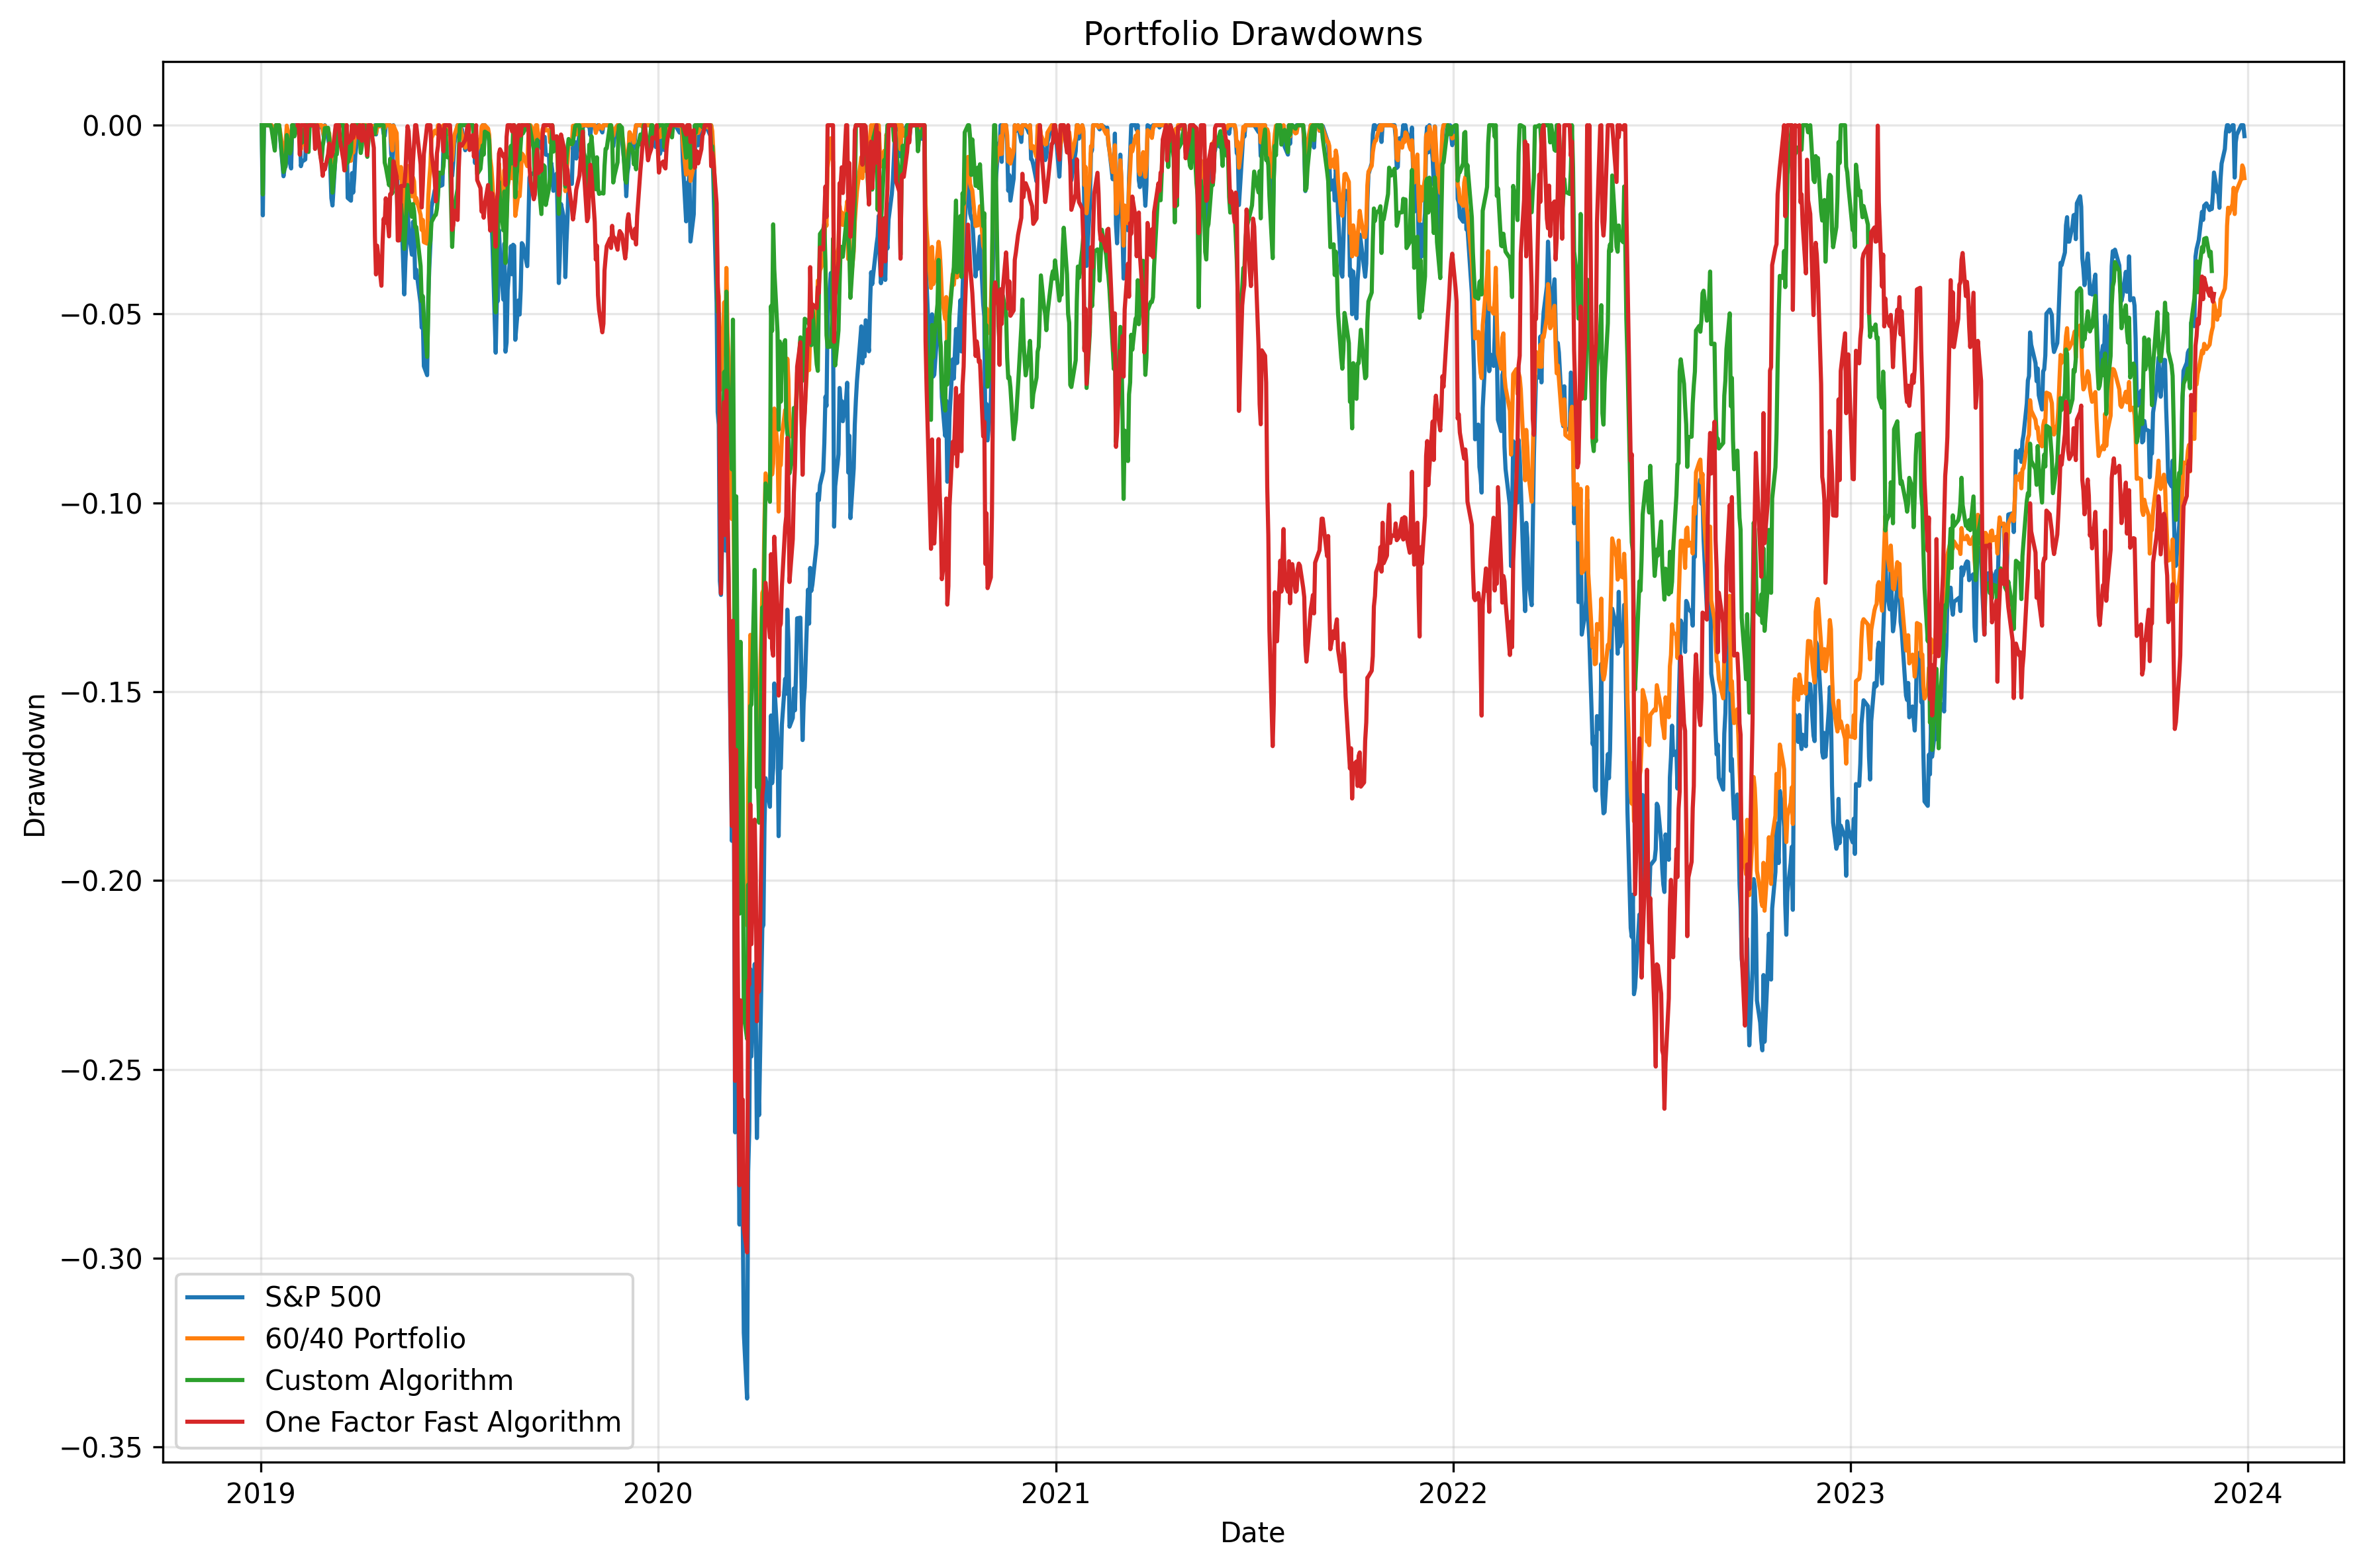 Portfolio Drawdowns
Drawdown
0.00
−0.05
−0.10
−0.15
−0.20
−0.25
−0.30
−0.35
S&P 500
60/40 Portfolio
Custom Algorithm
One Factor Fast Algorithm
2019 2020 2021 2022 2023 2024
Date